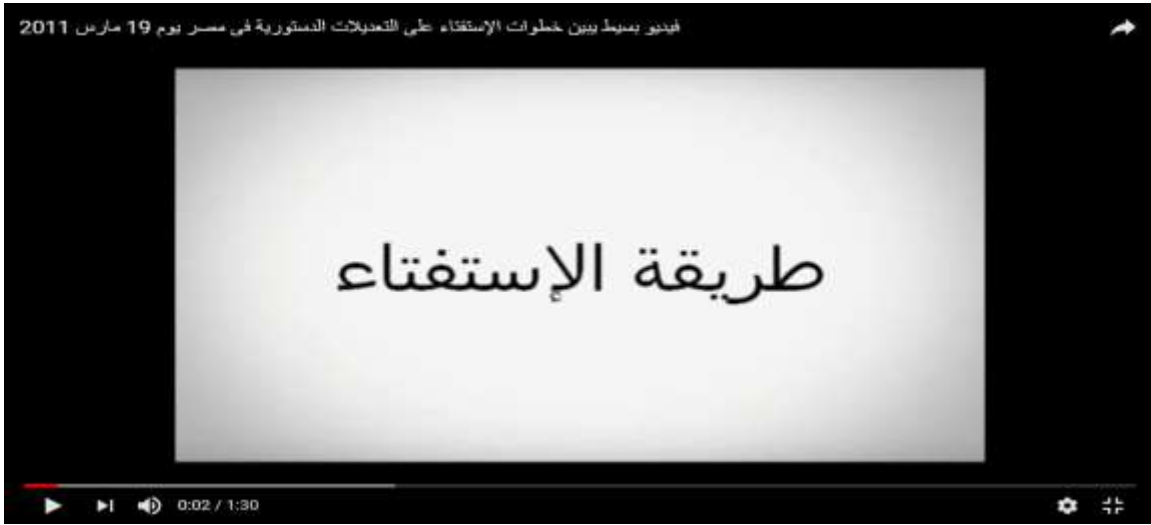 فيديو بسيط يبين خطوات الإستفتاء على التعديلات الدستورية فى مصر يوم 19 مارس 2011
طريقة الإستفتاء
0:02 / 1:30